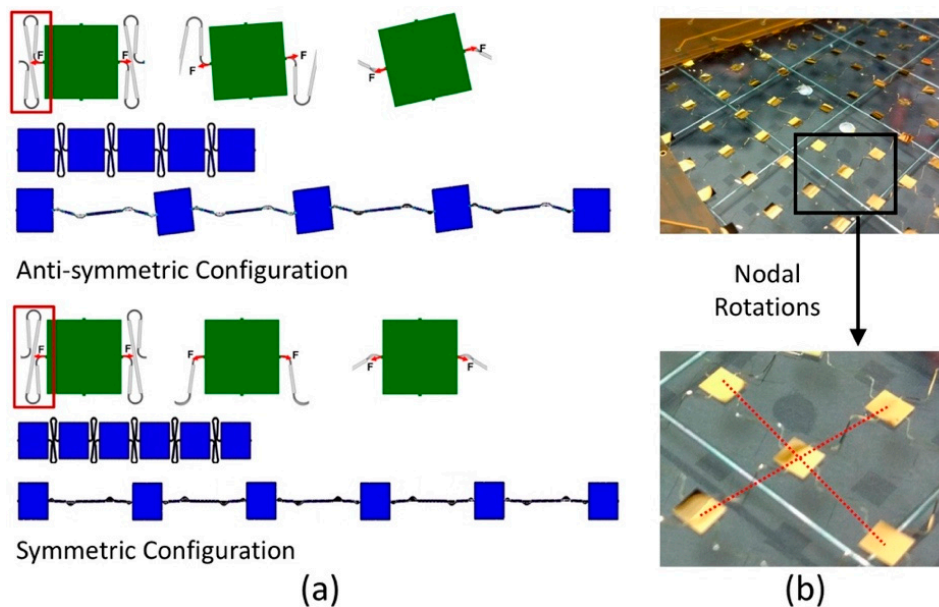 F
F
F
F
F
F
Anti-symmetric Configuration
F
F
F
F
F
F
Symmetric Configuration
(a)
Nodal
Rotations
(b)